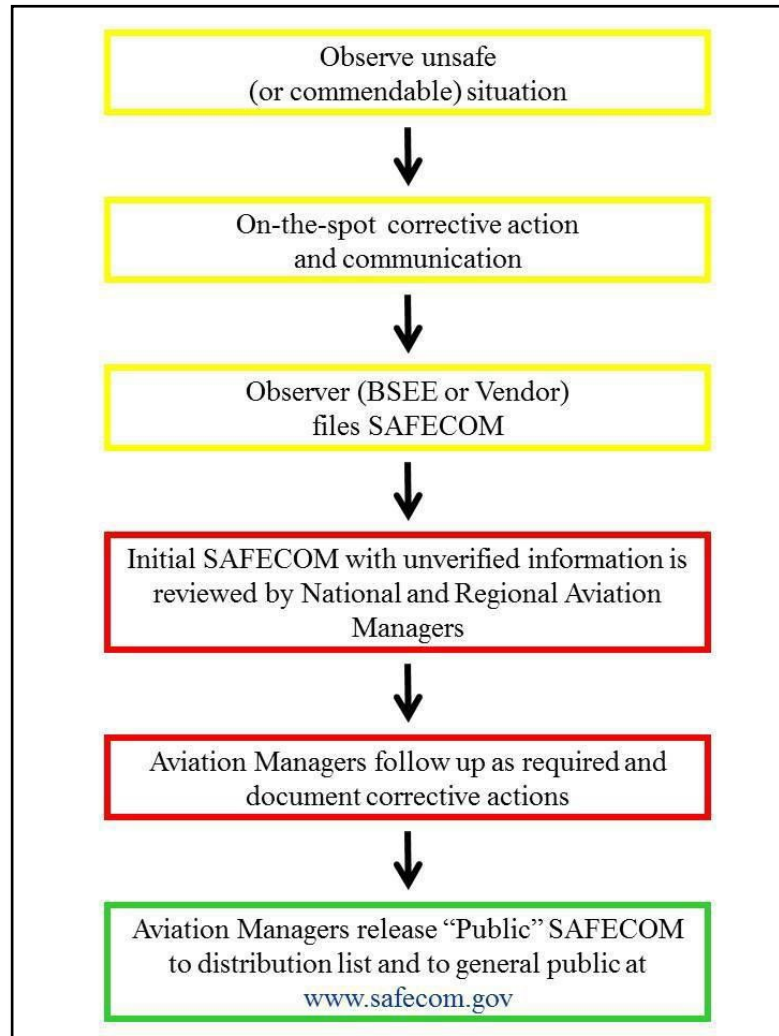 Observe unsafe
(or commendable) situation
On-the-spot corrective action
and communication
Observer (BSEE or Vendor)
files SAFECOM
Initial SAFECOM with unverified information is
reviewed by National and Regional Aviation
Managers
Aviation Managers follow up as required and
document corrective actions
Aviation Managers release “Public” SAFECOM
to distribution list and to general public at
www.safecom.gov